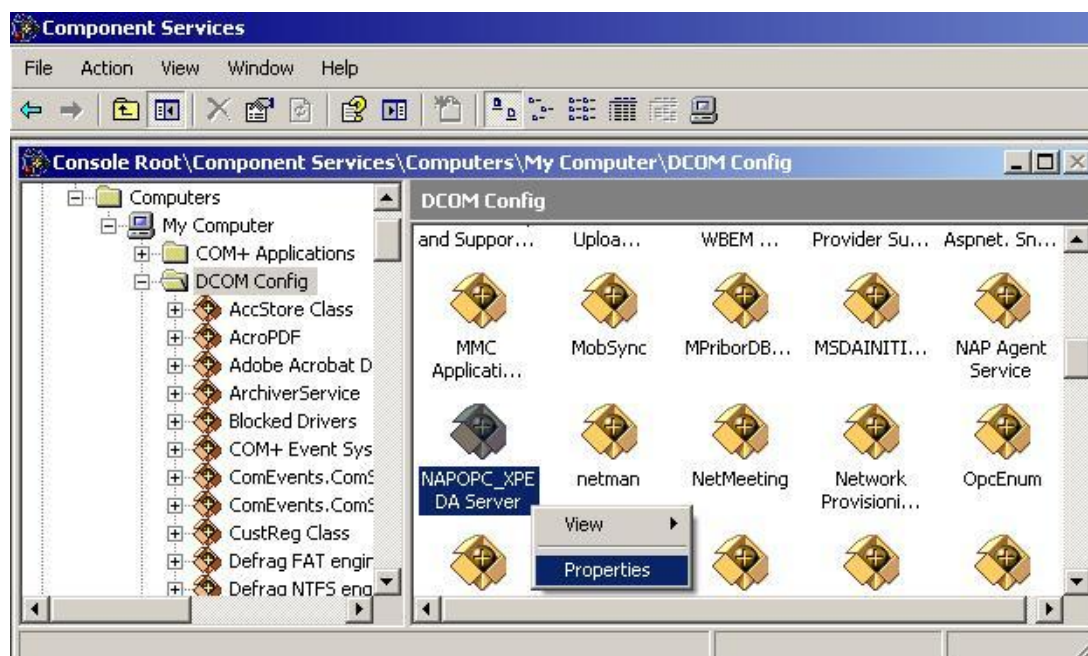 Component Services
File Action View Window Help
Console Root\Component Services\Computers\My Computer\DCOM Config
Computers
My Computer
COM+ Applications
DCOM Config
AccStore Class
AcroPDF
Adobe Acrobat D
ArchiverService
Blocked Drivers
COM+ Event Sys
ComEvents.ComS
ComEvents.ComS
CustReg Class
Defrag FAT engin
Defrag NTFS eng
DCOM Config
and Suppor... Uploa... WBEM ... Provider Su... Aspnet. Sn...
MMC MobSync MPriborDB... MSDAINITI... NAP Agent
Applicati... Service
NAPOPC_XPE netman NetMeeting Network OpcEnum
DA Server Provisioni...
View
Properties